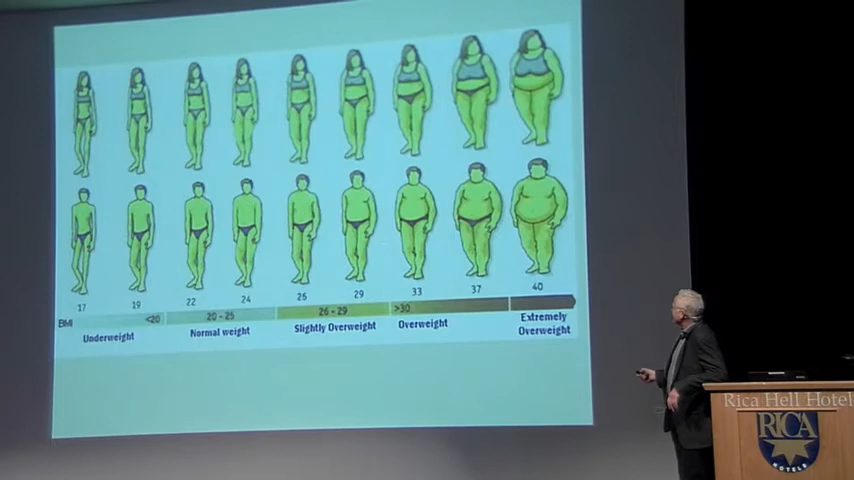 17 19 22 24 26 29 33 37 40
BMI <20 20 - 25 26 - 29 >30
Underweight Normal weight Slightly Overweight Overweight Extremely Overweight
Rica Hell Hotel
RICA
HOTELS